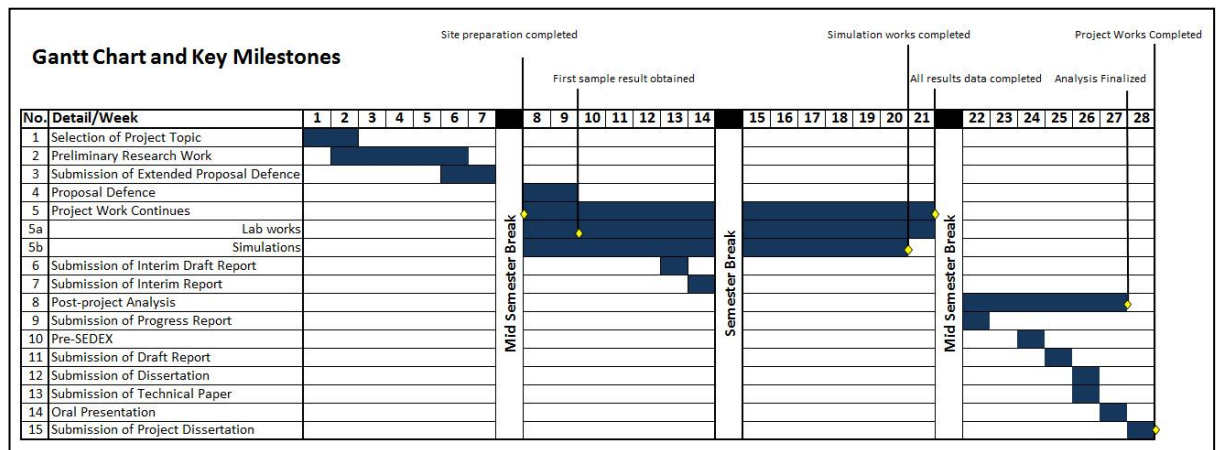 Site preparation completed
Simulation works completed
Project Works Completed
Gantt Chart and Key Milestones
First sample result obtained
All results data completed
Analysis Finalized
No. Detail/Week 1 2 3 4 5 6 7 8 9 10 11 12 13 14 15 16 17 18 19 20 21 22 23 24 25 26 27 28
1 Selection of Project Topic
2 Preliminary Research Work
3 Submission of Extended Proposal Defence
4 Proposal Defence
5 Project Work Continues
5a Lab works
5b Simulations
6 Submission of Interim Draft Report
7 Submission of Interim Report
8 Post-project Analysis
9 Submission of Progress Report
10 Pre-SEDEX
11 Submission of Draft Report
12 Submission of Dissertation
13 Submission of Technical Paper
14 Oral Presentation
15 Submission of Project Dissertation
Mid Semester Break
Semester Break
Mid Semester Break